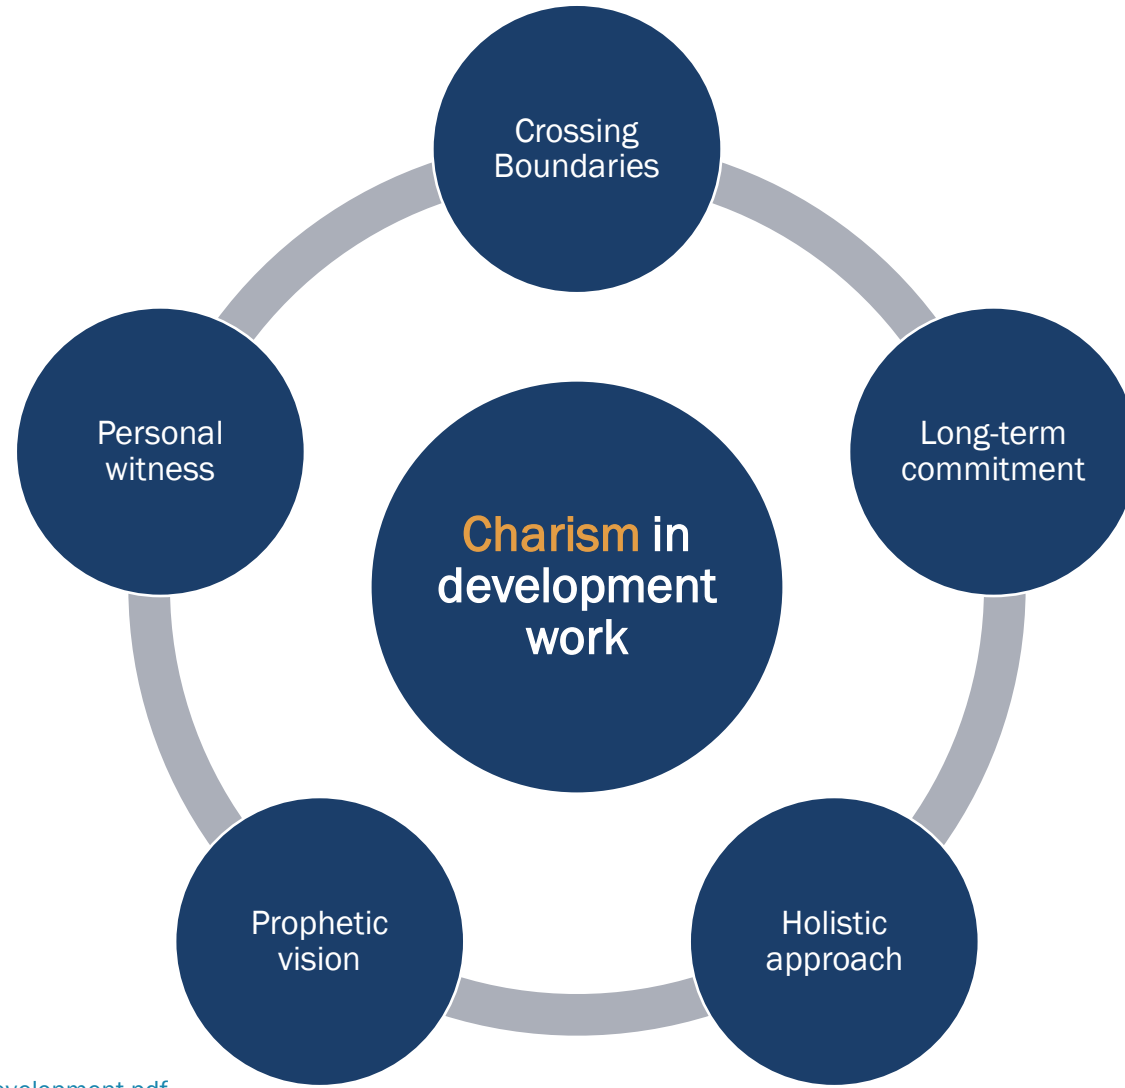 Crossing
Boundaries
Personal
witness
Long-term
commitment
Charism in
development
work
Prophetic
vision
Holistic
approach